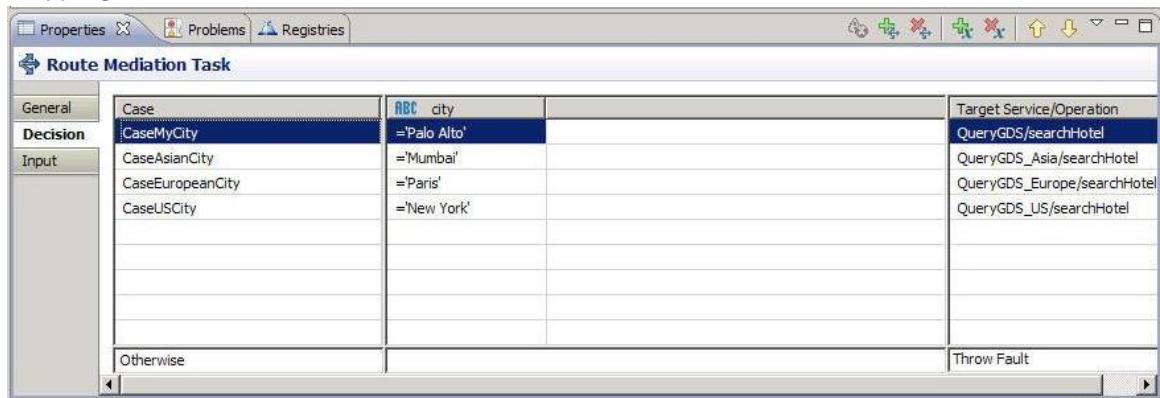 Properties Problems Registries
Route Mediation Task
General
Decision
Input
Case ABC city Target Service/Operation
CaseMyCity ='Palo Alto' QueryGDS/searchHotel
CaseAsianCity ='Mumbai' QueryGDS_Asia/searchHotel
CaseEuropeanCity ='Paris' QueryGDS_Europe/searchHotel
CaseUSCity ='New York' QueryGDS_US/searchHotel
Otherwise Throw Fault